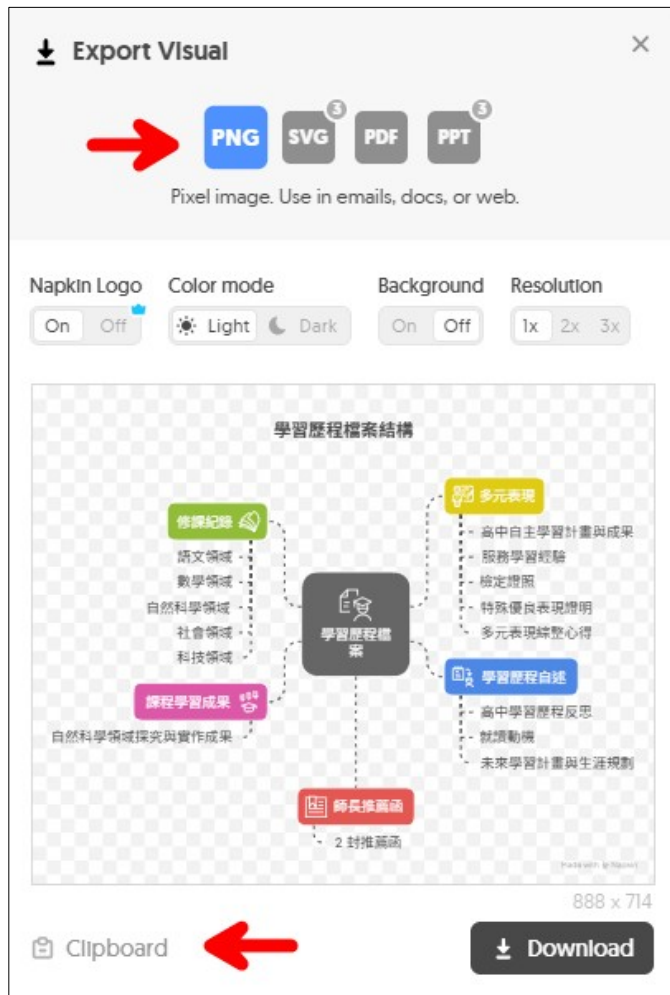 Export Visual
PNG
SVG
3
PDF
PPT
3
Pixel image. Use in emails, docs, or web.
Napkin Logo
On Off
Color mode
Light Dark
Background
On Off
Resolution
1x 2x 3x
學習歷程檔案結構
修課紀錄
語文領域
數學領域
自然科學領域
社會領域
科技領域
課程學習成果
自然科學領域探究與實作成果
學習歷程檔
案
多元表現
高中自主學習計畫與成果
服務學習經驗
檢定證照
特殊優良表現證明
多元表現綜整心得
學習歷程自述
高中學習歷程反思
就讀動機
未來學習計畫與生涯規劃
師長推薦函
2 封推薦函
Made with Napkin
888 x 714
Clipboard
Download